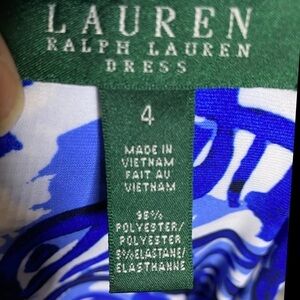 LAUREN
RALPH LAUREN
DRESS
4
MADE IN
VIETNAM
FAIT AU
VIETNAM
95%
POLYESTER/
POLYESTER
5%ELASTANE/
ELASTHANNE